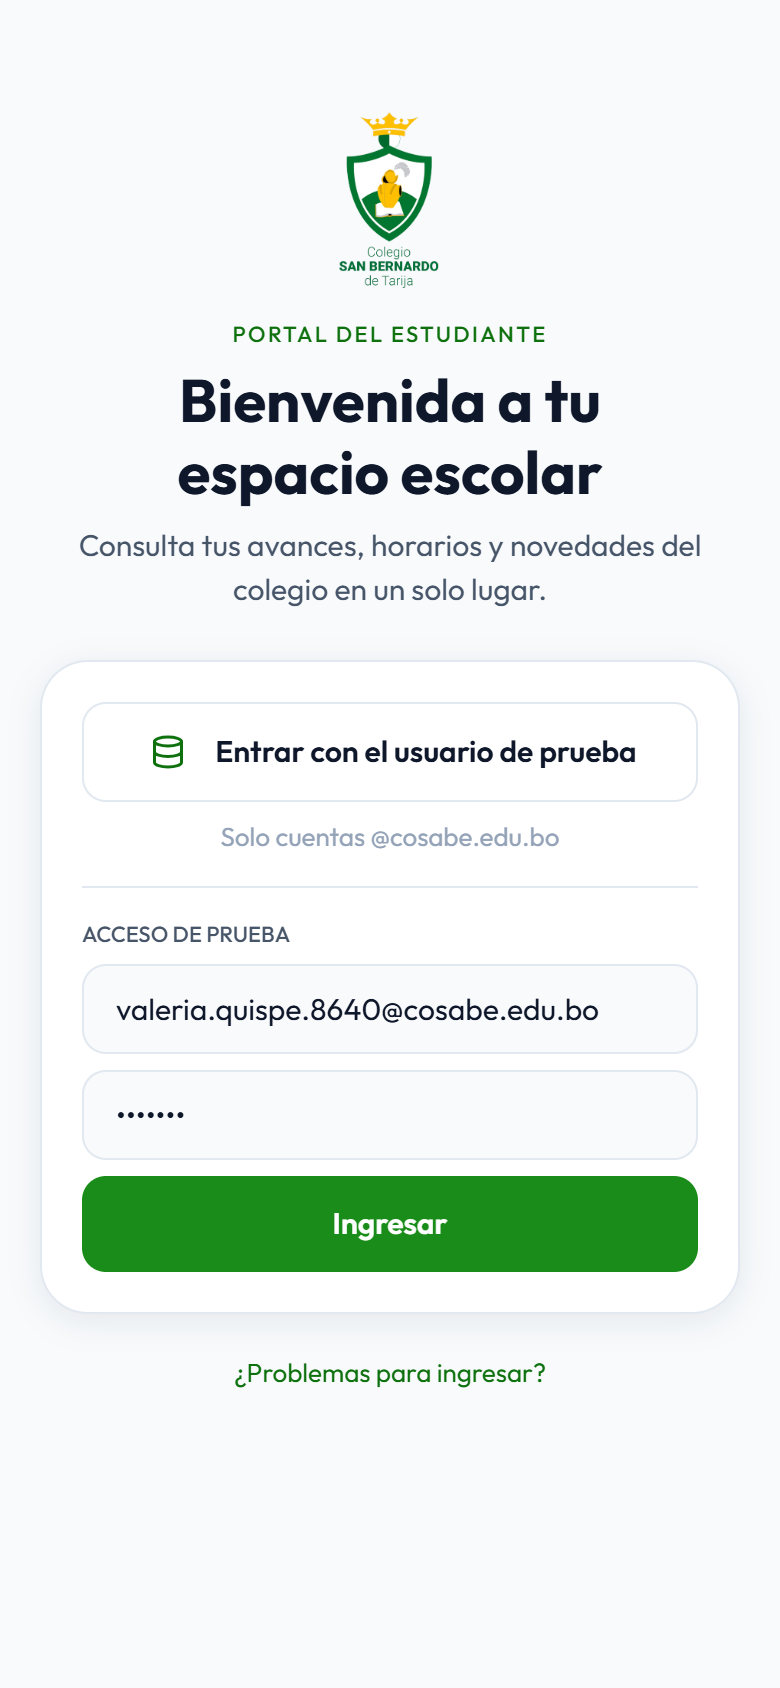 Colegio
SAN BERNARDO
de Tarija
PORTAL DEL ESTUDIANTE
Bienvenida a tu
espacio escolar
Consulta tus avances, horarios y novedades del
colegio en un solo lugar.
Entrar con el usuario de prueba
Solo cuentas @cosabe.edu.bo
ACCESO DE PRUEBA
valeria.quispe.8640@cosabe.edu.bo
•••••••
Ingresar
¿Problemas para ingresar?